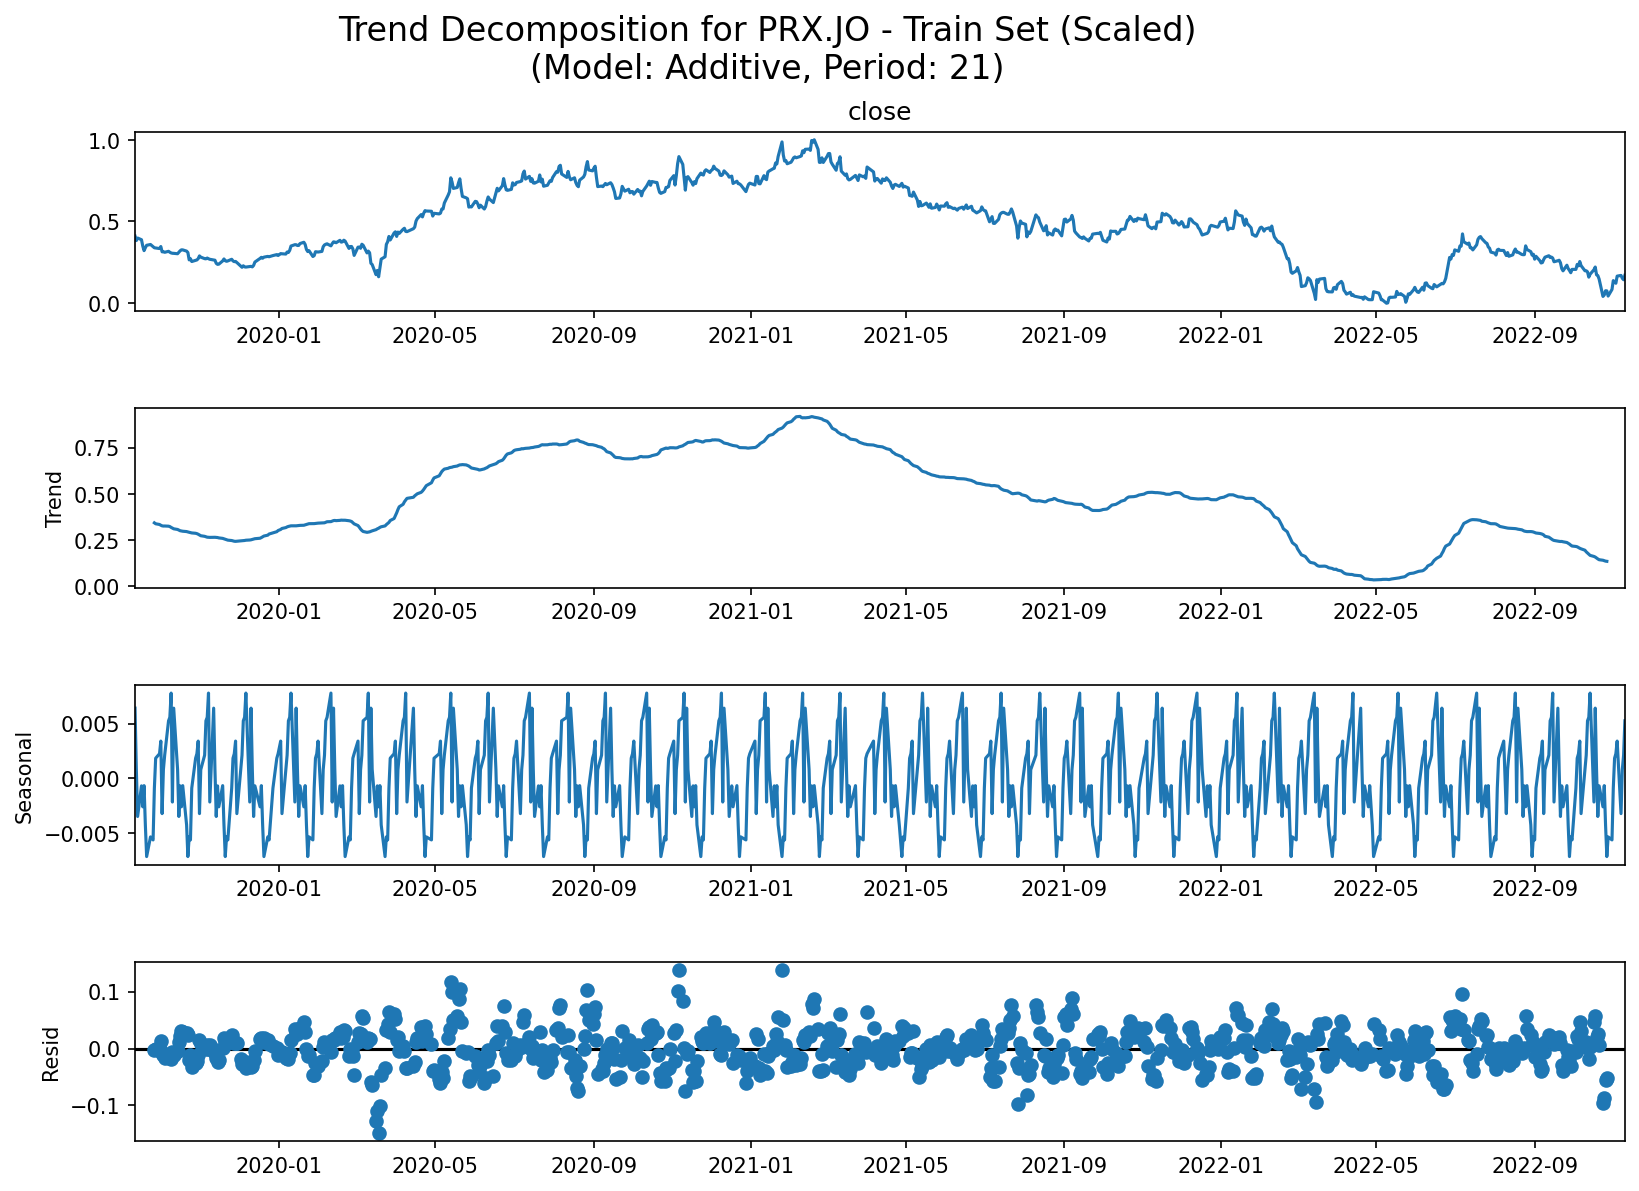 Trend Decomposition for PRX.JO - Train Set (Scaled)
(Model: Additive, Period: 21)
close
1.0
0.5
0.0
2020-01 2020-05 2020-09 2021-01 2021-05 2021-09 2022-01 2022-05 2022-09
Trend
0.75
0.50
0.25
0.00
2020-01 2020-05 2020-09 2021-01 2021-05 2021-09 2022-01 2022-05 2022-09
Seasonal
0.005
0.000
−0.005
2020-01 2020-05 2020-09 2021-01 2021-05 2021-09 2022-01 2022-05 2022-09
Resid
0.1
0.0
−0.1
2020-01 2020-05 2020-09 2021-01 2021-05 2021-09 2022-01 2022-05 2022-09